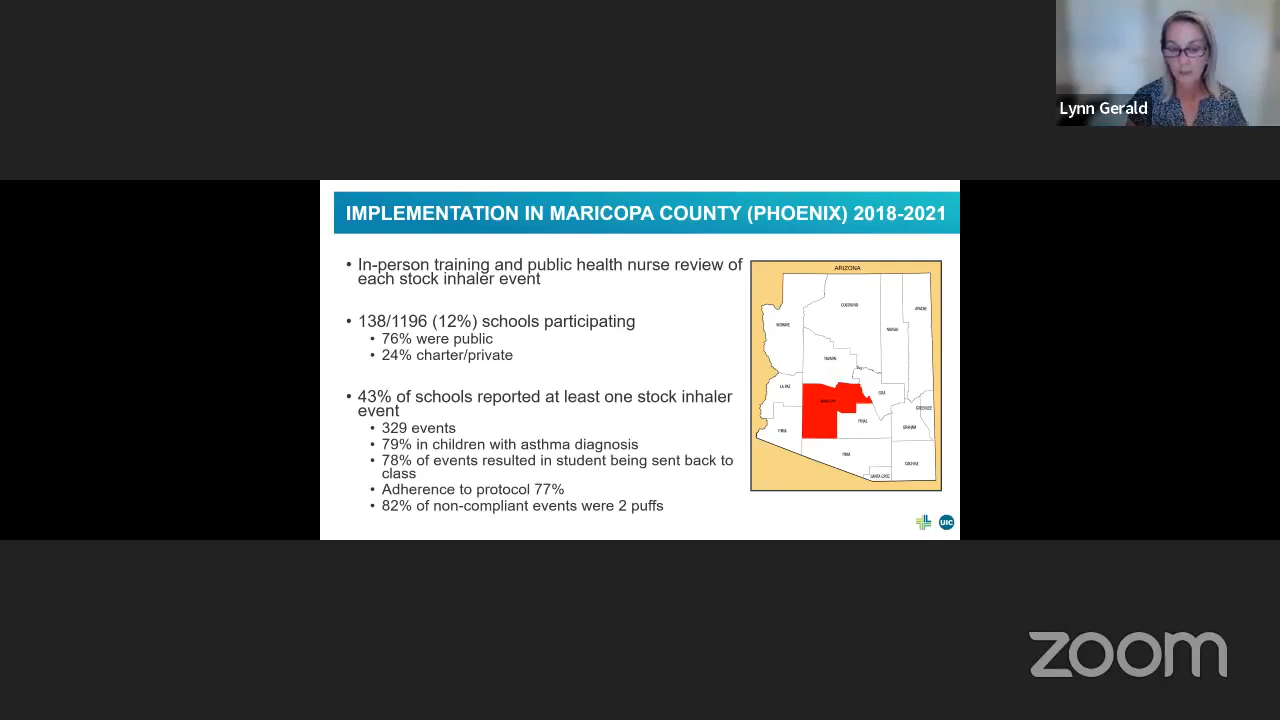 Lynn Gerald
IMPLEMENTATION IN MARICOPA COUNTY (PHOENIX) 2018-2021
• In-person training and public health nurse review of
each stock inhaler event
• 138/1196 (12%) schools participating
• 76% were public
• 24% charter/private
• 43% of schools reported at least one stock inhaler
event
• 329 events
• 79% in children with asthma diagnosis
• 78% of events resulted in student being sent back to
class
• Adherence to protocol 77%
• 82% of non-compliant events were 2 puffs
ARIZONA
COCONINO
APACHE
MOHAVE
NAVAJO
YAVAPAI
LA PAZ
GILA
MARICOPA
GREENLEE
YUMA
PINAL
GRAHAM
PIMA
COCHISE
SANTA CRUZ
UIC
zoom